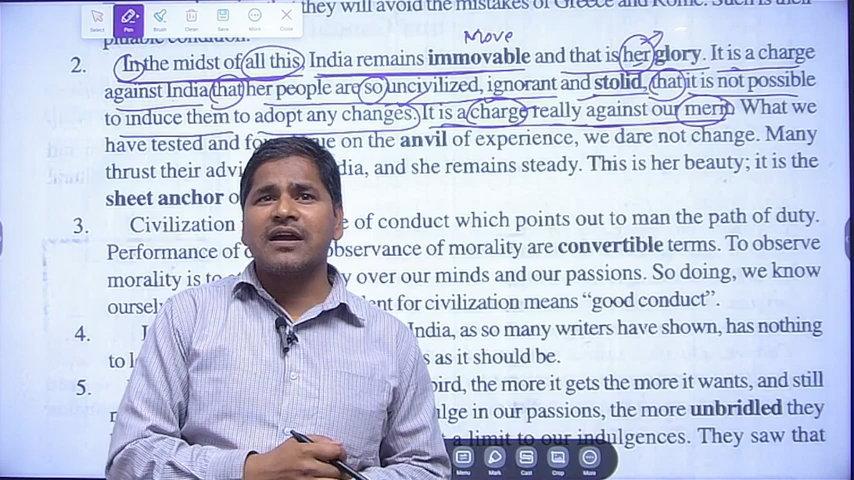 they will avoid the mistakes of Greece and Rome. Such is their
pitiable condition.
Select Pen Brush Clean Save More Close
Move
2. In the midst of all this, India remains immovable and that is her glory. It is a charge
against India that her people are so uncivilized, ignorant and stolid, that it is not possible
to induce them to adopt any changes. It is a charge really against our merit. What we
have tested and on the anvil of experience, we dare not change. Many
thrust their and she remains steady. This is her beauty; it is the
sheet anchor
3. Civilization of conduct which points out to man the path of duty.
Performance of observance of morality are convertible terms. To observe
morality is to over our minds and our passions. So doing, we know
for civilization means “good conduct”.
4. India, as so many writers have shown, has nothing
to as it should be.
5. bird, the more it gets the more it wants, and still
in our passions, the more unbridled they
a limit to our indulgences. They saw that
Menu Mark Cast Crop More